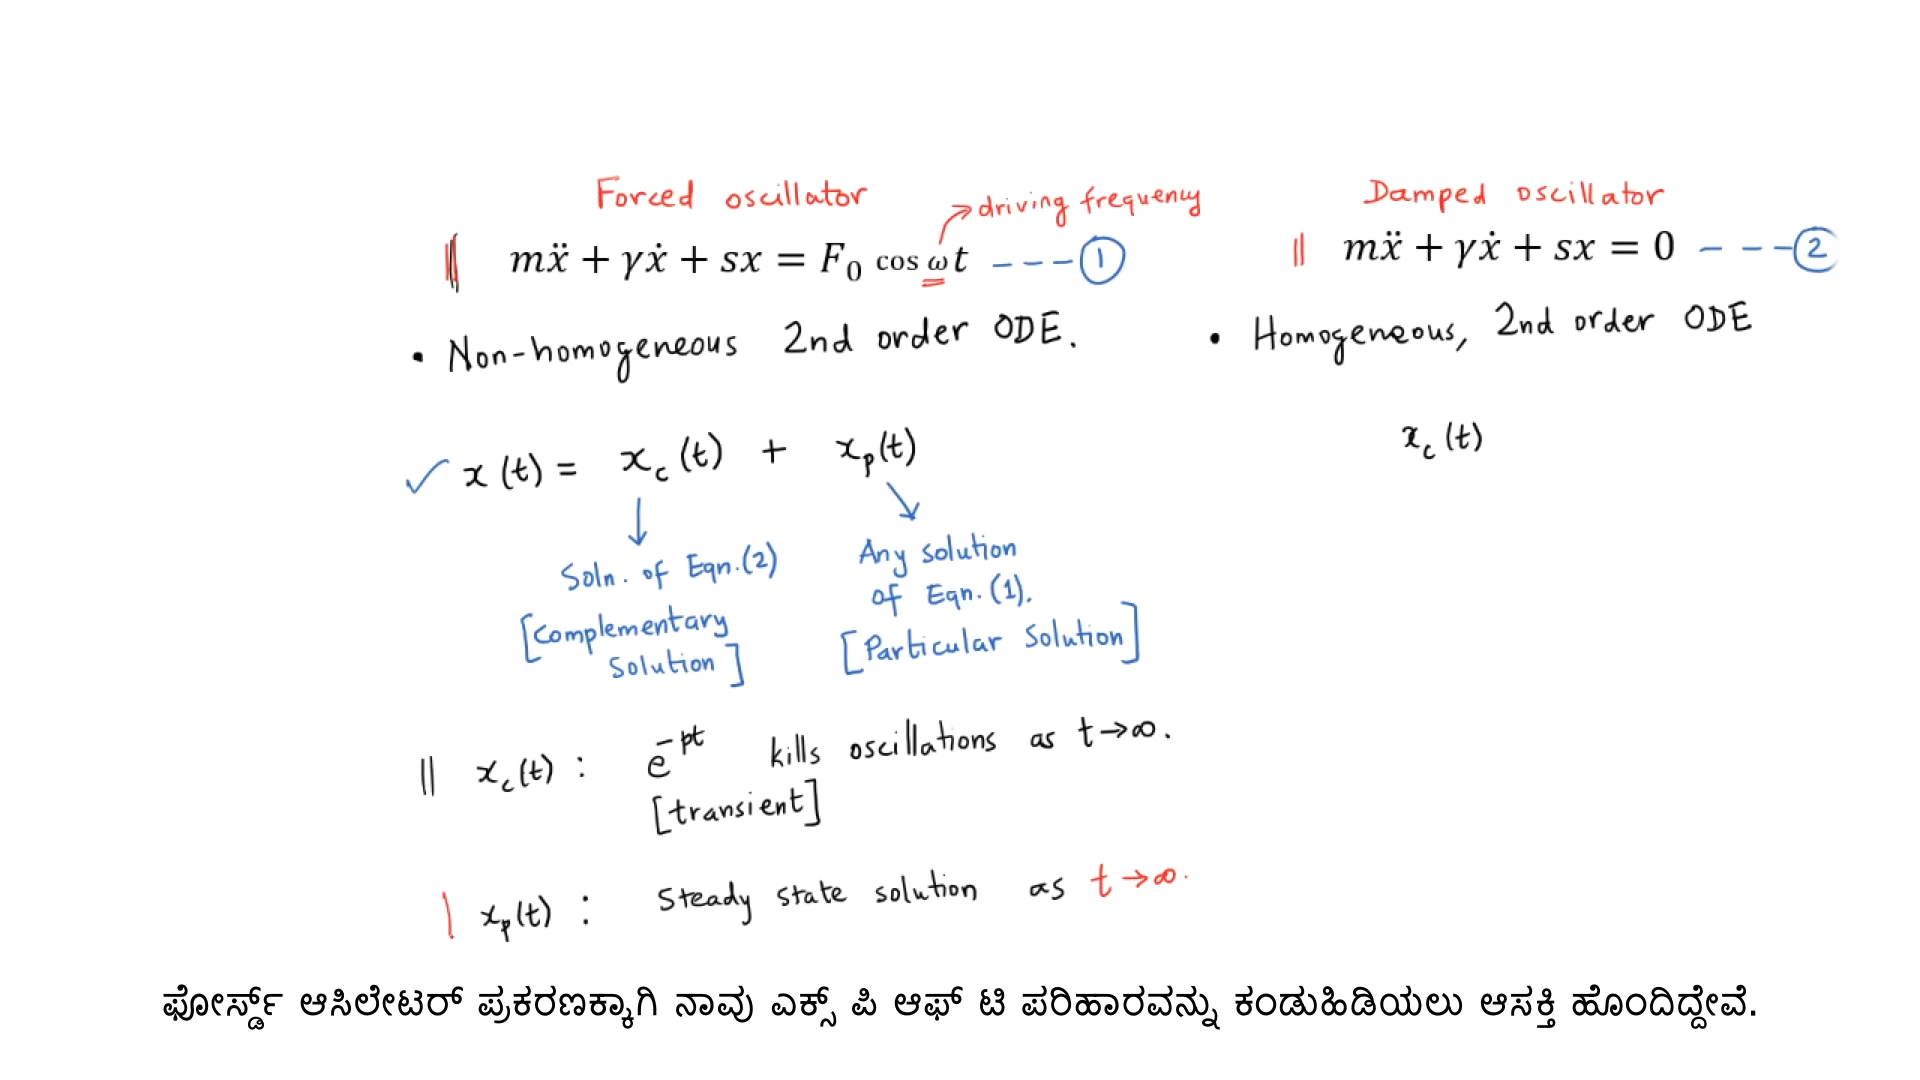 Forced oscillator
driving frequency
Damped oscillator
mẍ + γẋ + sx = F₀ cos ωt - - - ①
mẍ + γẋ + sx = 0 - - - ②
• Non-homogeneous 2nd order ODE.
• Homogeneous, 2nd order ODE
✓ x(t) = x_c(t) + x_p(t)
x_c(t)
Soln. of Eqn.(2)
[Complementary
Solution]
Any solution
of Eqn. (1).
[Particular Solution]
|| x_c(t) : e^{-pt} kills oscillations as t→∞.
[transient]
| x_p(t) : Steady state solution as t→∞.
ಫೋರ್ಸ್ಡ್ ಆಸಿಲೇಟರ್ ಪ್ರಕರಣಕ್ಕಾಗಿ ನಾವು ಎಕ್ಸ್ ಪಿ ಆಫ್ ಟಿ ಪರಿಹಾರವನ್ನು ಕಂಡುಹಿಡಿಯಲು ಆಸಕ್ತಿ ಹೊಂದಿದ್ದೇವೆ.